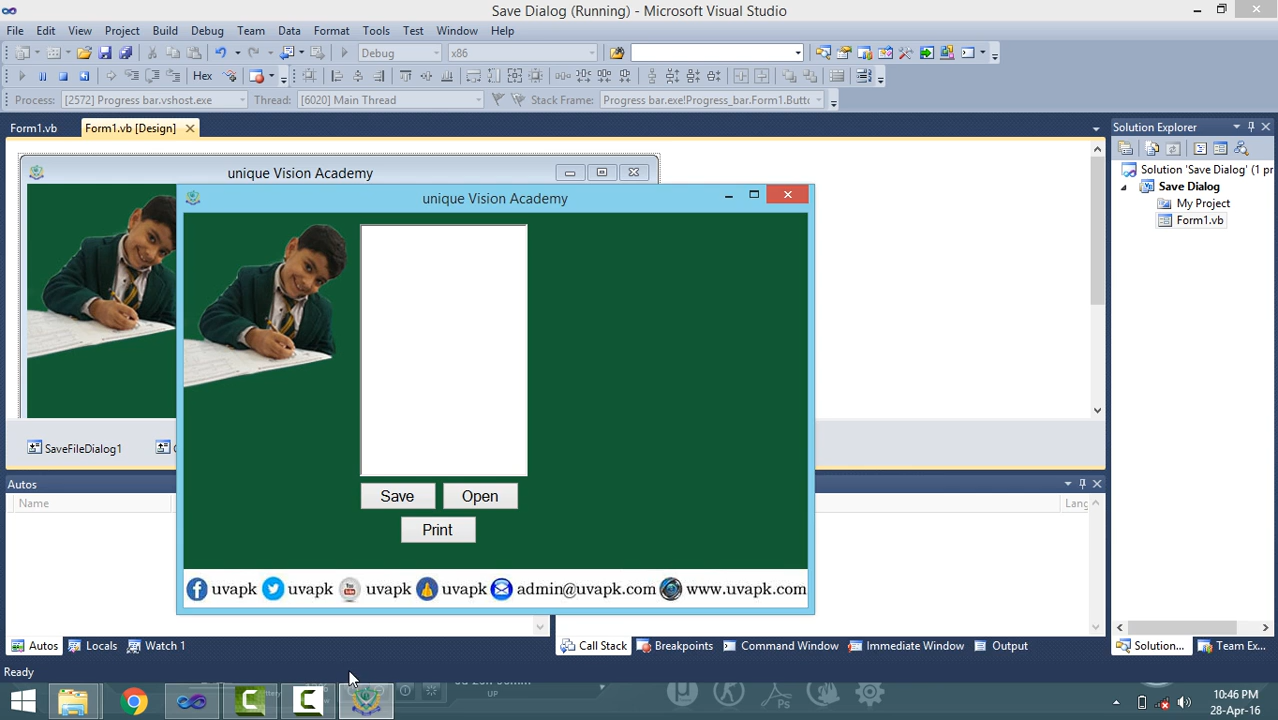 Save Dialog (Running) - Microsoft Visual Studio
File Edit View Project Build Debug Team Data Format Tools Test Window Help
Debug x86
Hex
Process: [2572] Progress bar.vshost.exe Thread: [6020] Main Thread Stack Frame: Progress bar.exe!Progress_bar.Form1.Butto
Form1.vb Form1.vb [Design] Solution Explorer
Solution 'Save Dialog' (1 pr
unique Vision Academy
Save Dialog
unique Vision Academy
My Project
Form1.vb
SaveFileDialog1
Autos
Name Lang
Save Open
Print
uvapk uvapk uvapk uvapk admin@uvapk.com www.uvapk.com
Autos Locals Watch 1 Call Stack Breakpoints Command Window Immediate Window Output Solution... Team Ex...
Ready
UP
Ps
10:46 PM
28-Apr-16